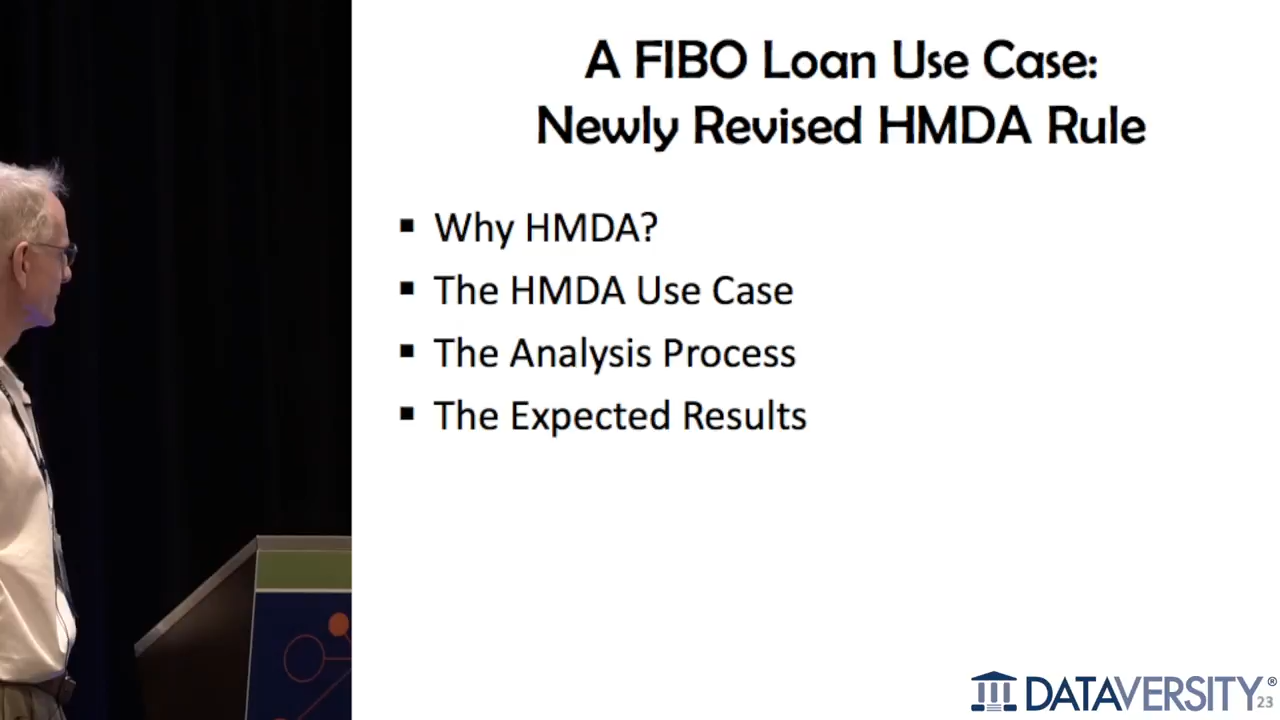 A FIBO Loan Use Case:
Newly Revised HMDA Rule
▪ Why HMDA?
▪ The HMDA Use Case
▪ The Analysis Process
▪ The Expected Results
DATAVERSITY®
23